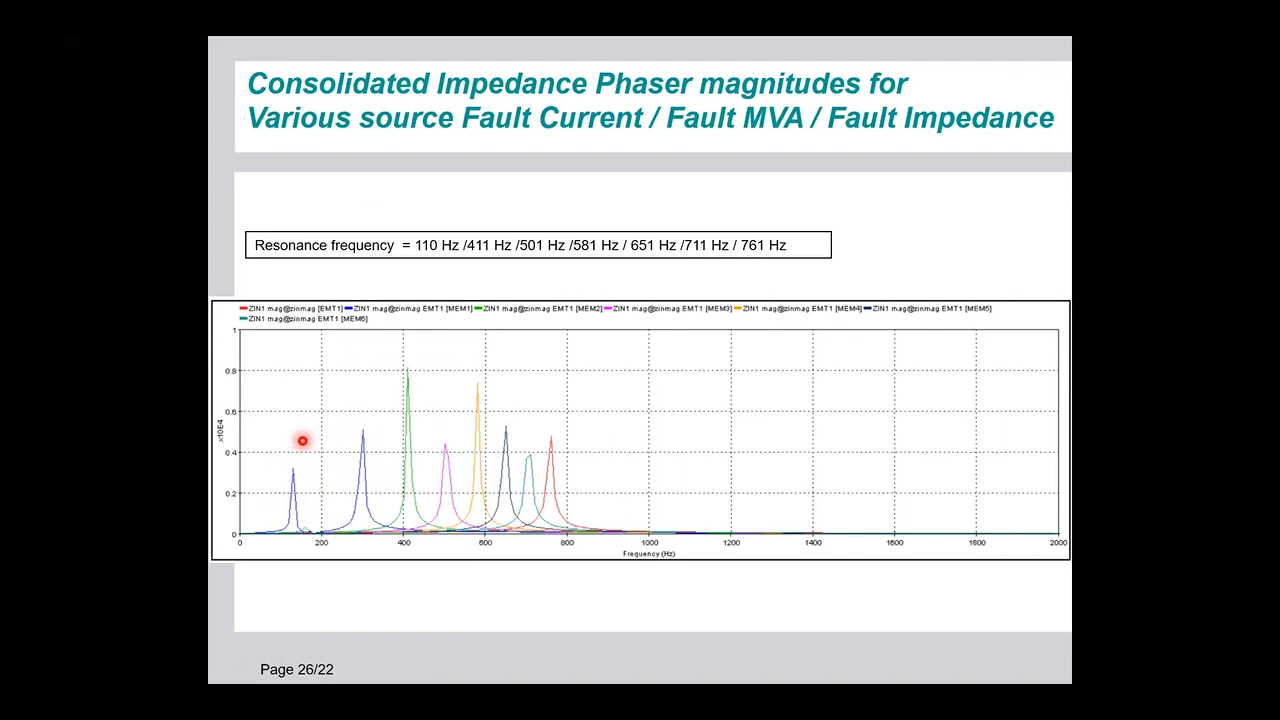 Consolidated Impedance Phaser magnitudes for
Various source Fault Current / Fault MVA / Fault Impedance
Resonance frequency = 110 Hz /411 Hz /501 Hz /581 Hz / 651 Hz /711 Hz / 761 Hz
ZIN1 mag@zinmag [EMT1] ZIN1 mag@zinmag EMT1 [MEM1] ZIN1 mag@zinmag EMT1 [MEM2] ZIN1 mag@zinmag EMT1 [MEM3] ZIN1 mag@zinmag EMT1 [MEM4] ZIN1 mag@zinmag EMT1 [MEM5]
ZIN1 mag@zinmag EMT1 [MEM6]
1
0.8
0.6
0.4
0.2
0
x10E4
0 200 400 600 800 1000 1200 1400 1600 1800 2000
Frequency (Hz)
Page 26/22